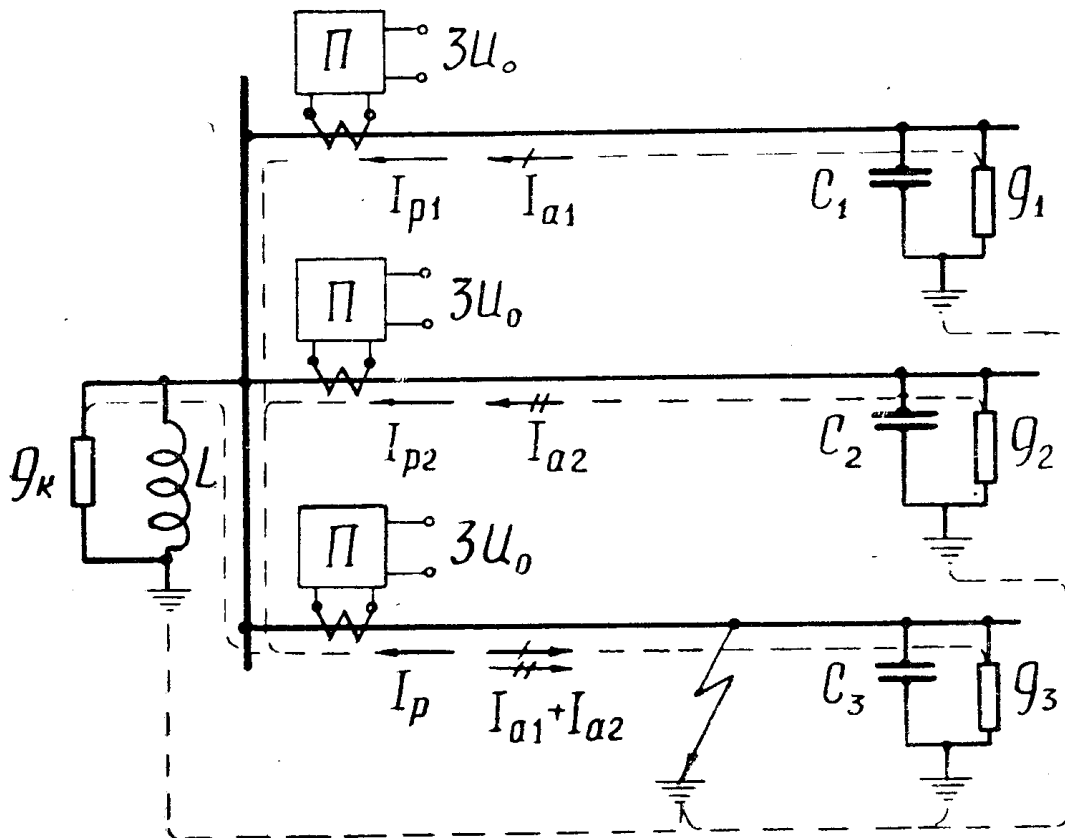 П 3U₀
I_p1 I_a1 C₁ g₁
П 3U₀
I_p2 I_a2 C₂ g₂
g_к L
П 3U₀
I_p I_a1+I_a2 C₃ g₃